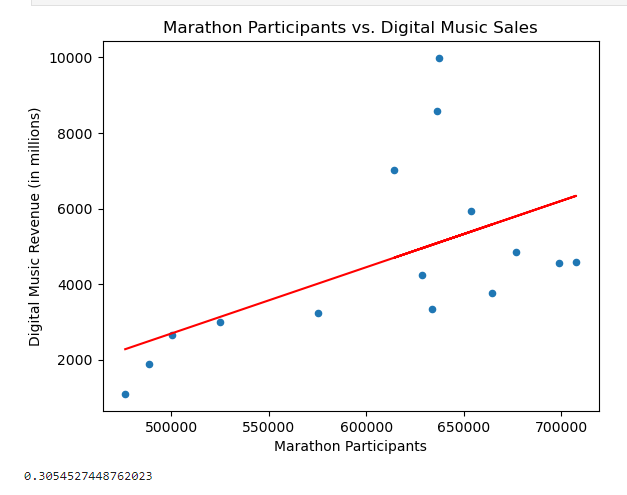 Marathon Participants vs. Digital Music Sales
10000
8000
6000
4000
2000
Digital Music Revenue (in millions)
500000 550000 600000 650000 700000
Marathon Participants
0.3054527448762023